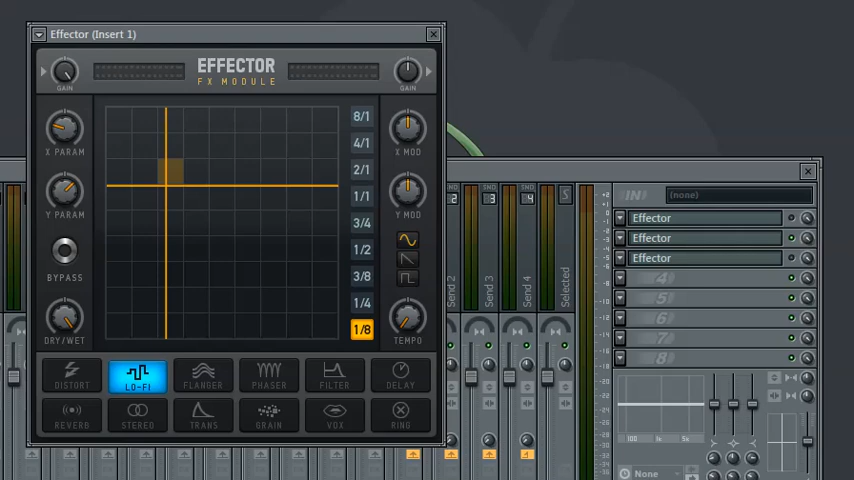 Effector (Insert 1)
EFFECTOR
FX MODULE
GAIN
GAIN
X PARAM
Y PARAM
BYPASS
DRY/WET
8/1
4/1
2/1
1/1
3/4
1/2
3/8
1/4
1/8
X MOD
Y MOD
TEMPO
DISTORT
LO-FI
FLANGER
PHASER
FILTER
DELAY
REVERB
STEREO
TRANS
GRAIN
VOX
RING
SND
SND
SND
2
3
4
S
Send 2
Send 3
Send 4
Selected
IN
(none)
Effector
Effector
Effector
4
5
6
7
8
100
1k
5k
None